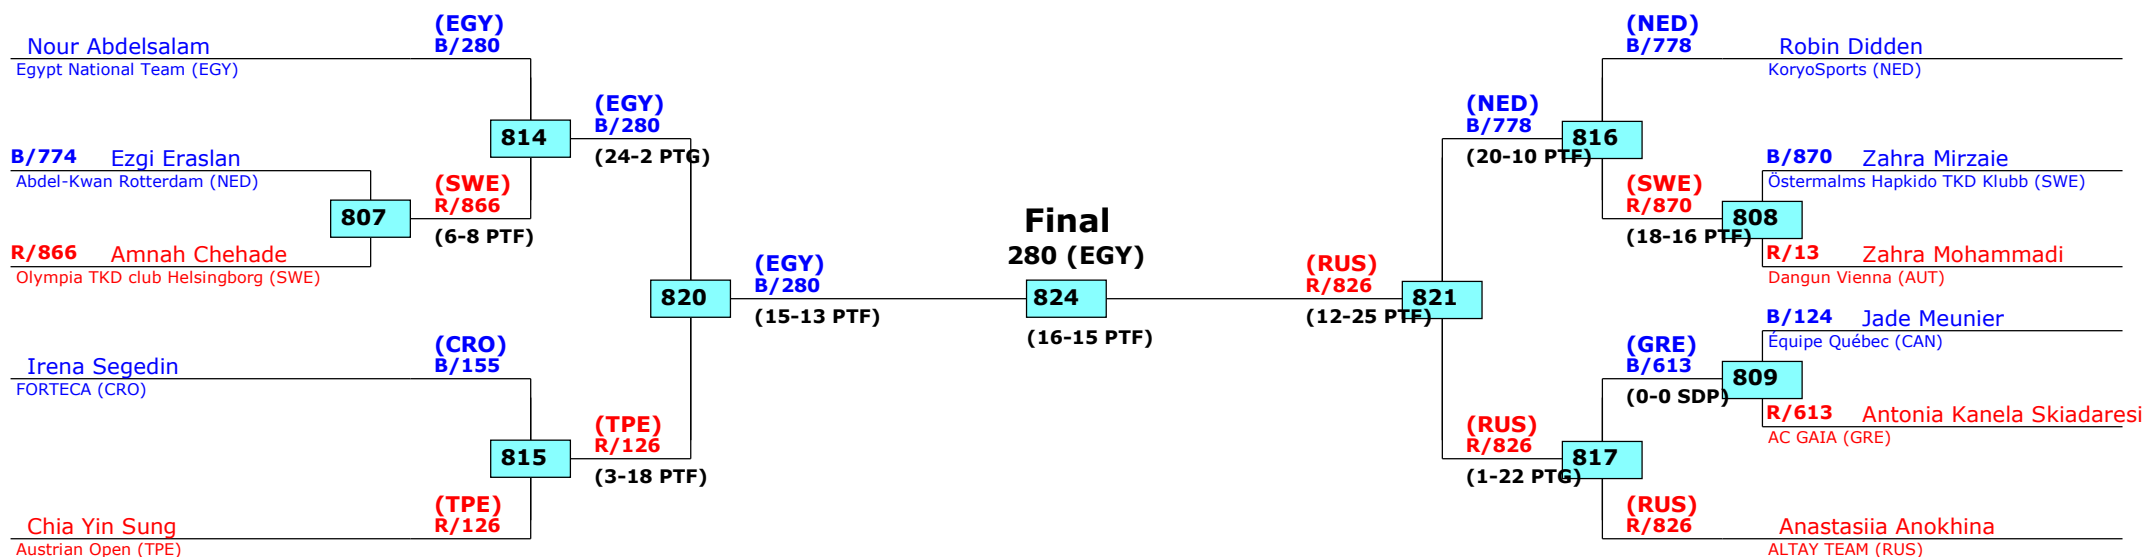 (EGY)
B/280
Nour Abdelsalam
Egypt National Team (EGY)
814
(EGY)
B/280
(24-2 PTG)
B/774 Ezgi Eraslan
Abdel-Kwan Rotterdam (NED)
807
(SWE)
R/866
(6-8 PTF)
R/866 Amnah Chehade
Olympia TKD club Helsingborg (SWE)
820
(EGY)
B/280
(15-13 PTF)
(CRO)
B/155
Irena Segedin
FORTECA (CRO)
815
(TPE)
R/126
(3-18 PTF)
(TPE)
R/126
Chia Yin Sung
Austrian Open (TPE)
Final
280 (EGY)
824
(16-15 PTF)
(RUS)
R/826
(12-25 PTF)
821
(NED)
B/778
Robin Didden
KoryoSports (NED)
(NED)
B/778
(20-10 PTF)
816
B/870 Zahra Mirzaie
Östermalms Hapkido TKD Klubb (SWE)
(SWE)
R/870
(18-16 PTF)
808
R/13 Zahra Mohammadi
Dangun Vienna (AUT)
B/124 Jade Meunier
Équipe Québec (CAN)
(GRE)
B/613
(0-0 SDP)
809
R/613 Antonia Kanela Skiadaresi
AC GAIA (GRE)
(RUS)
R/826
(1-22 PTG)
817
(RUS)
R/826
Anastasiia Anokhina
ALTAY TEAM (RUS)